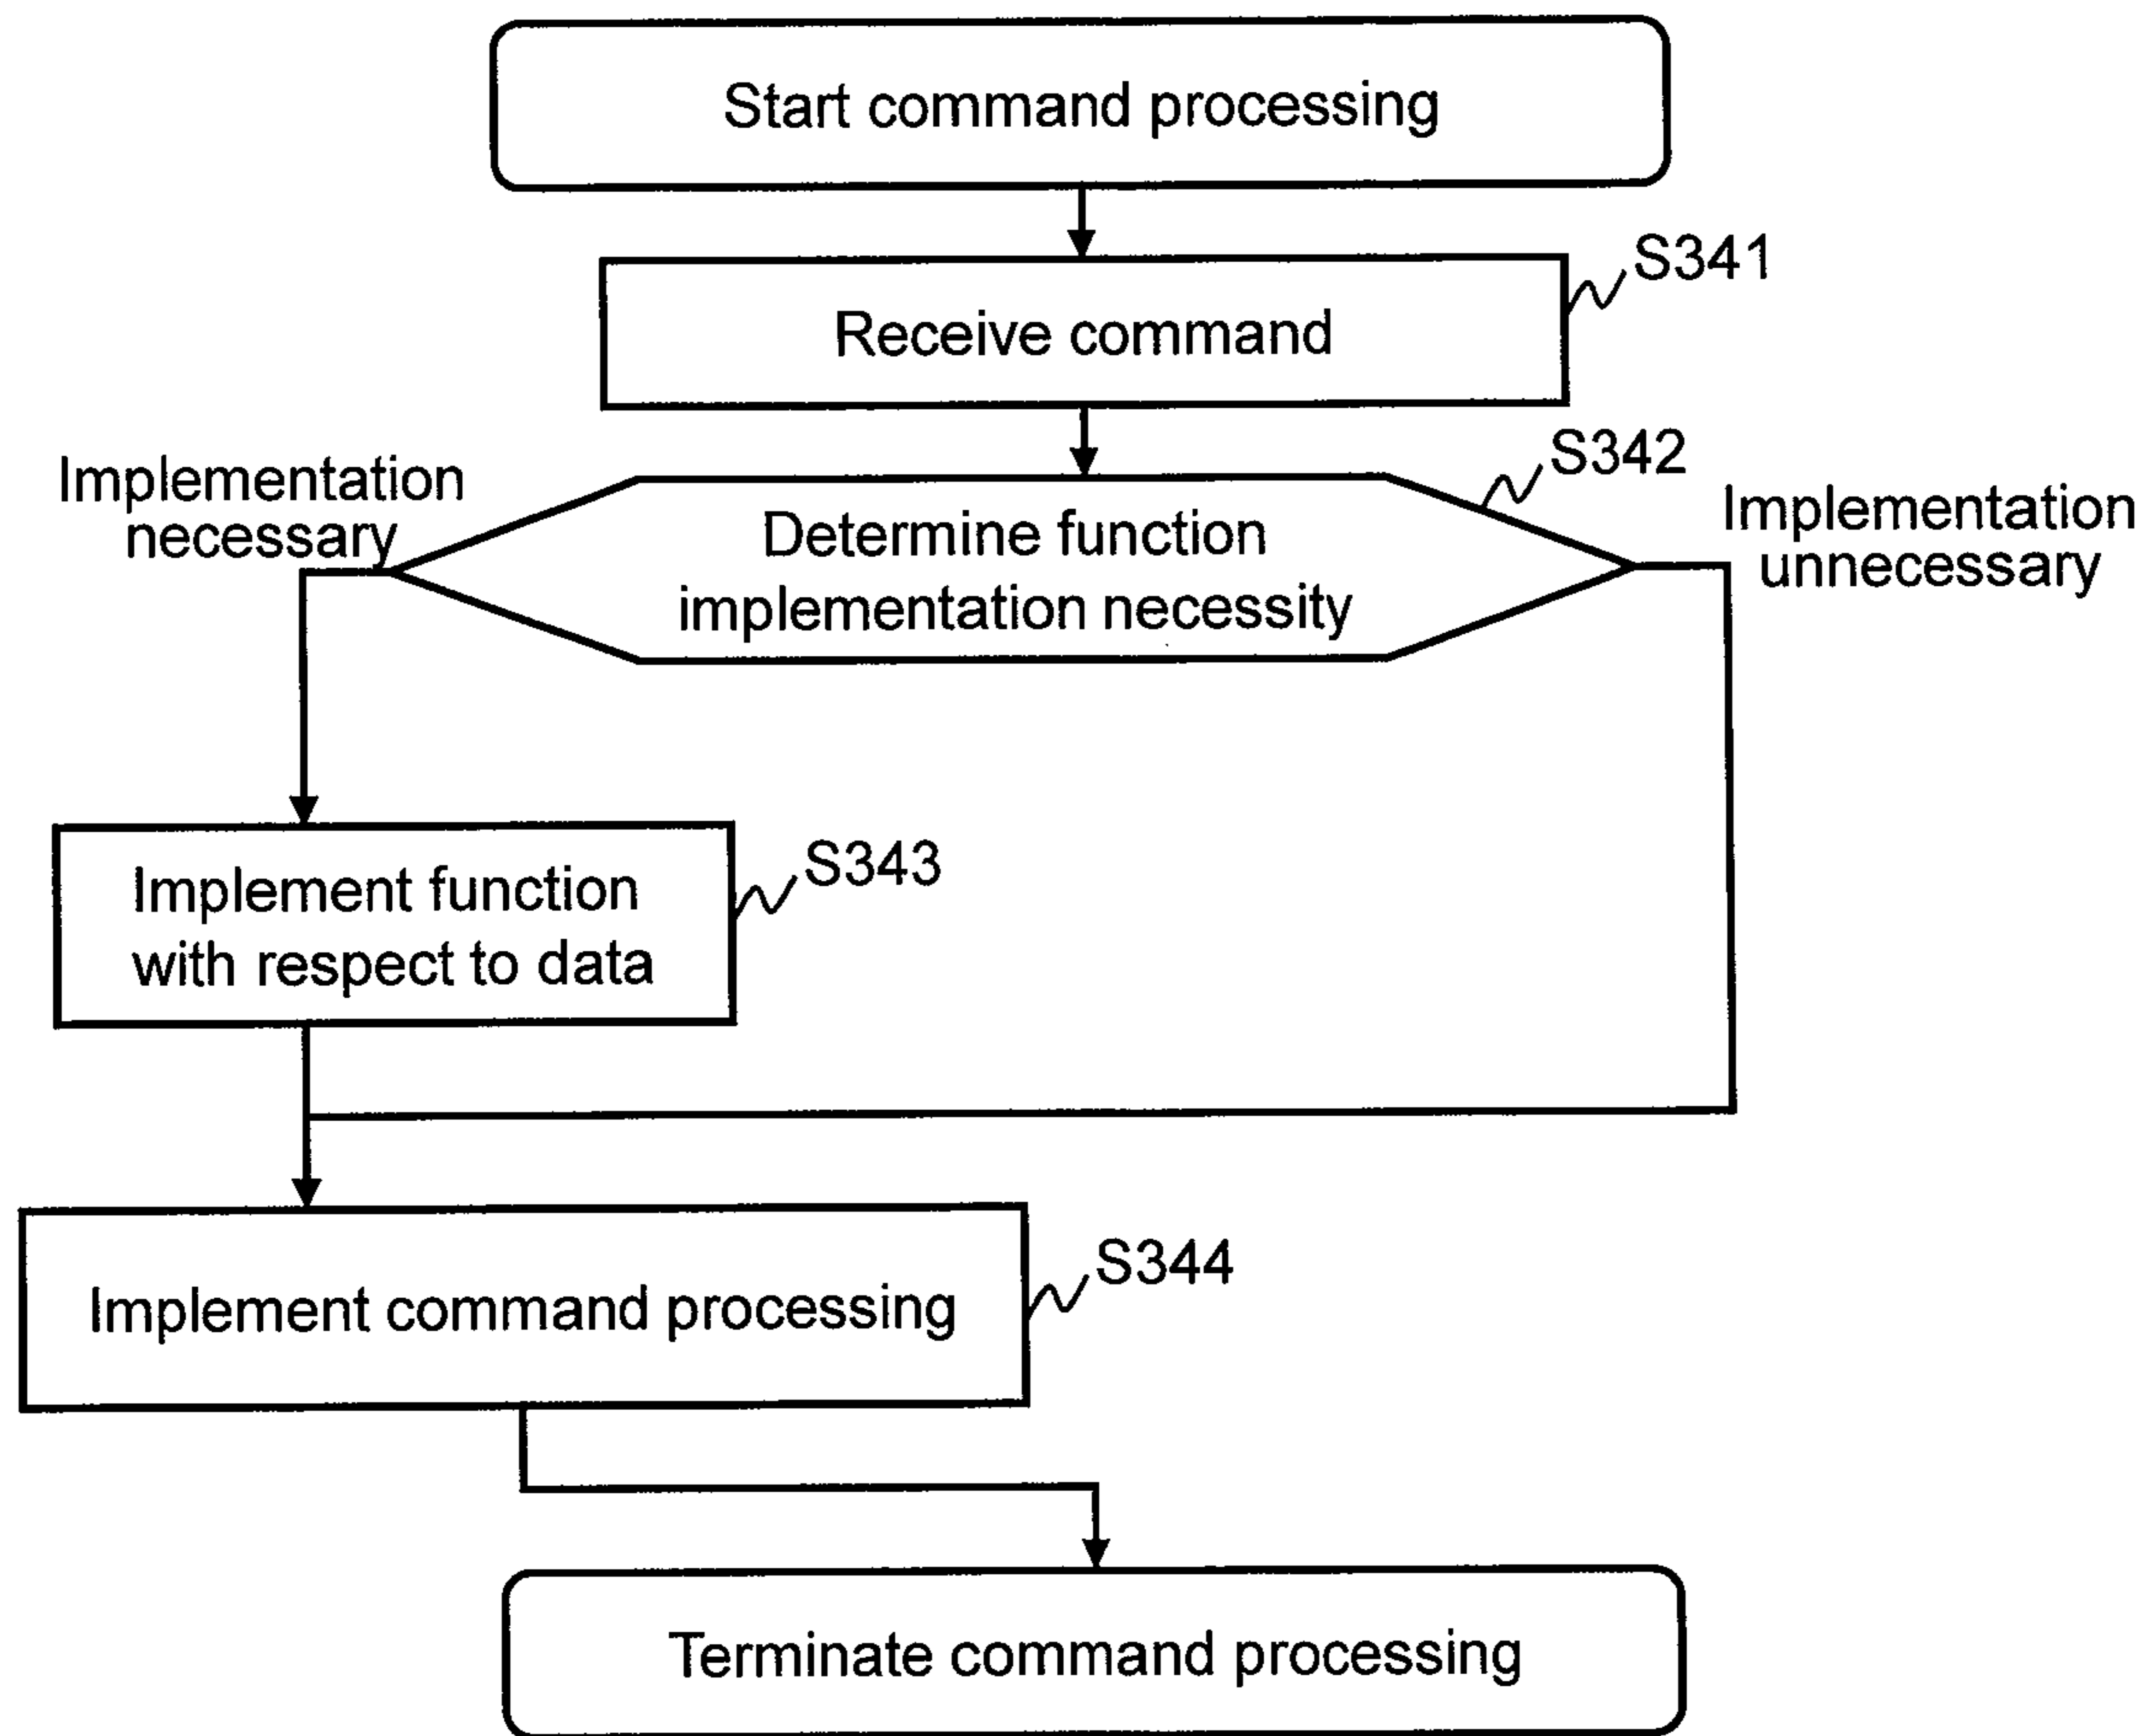 Start command processing
S341
Receive command
S342
Implementation
necessary
Determine function
implementation necessity
Implementation
unnecessary
Implement function
with respect to data
S343
Implement command processing
S344
Terminate command processing